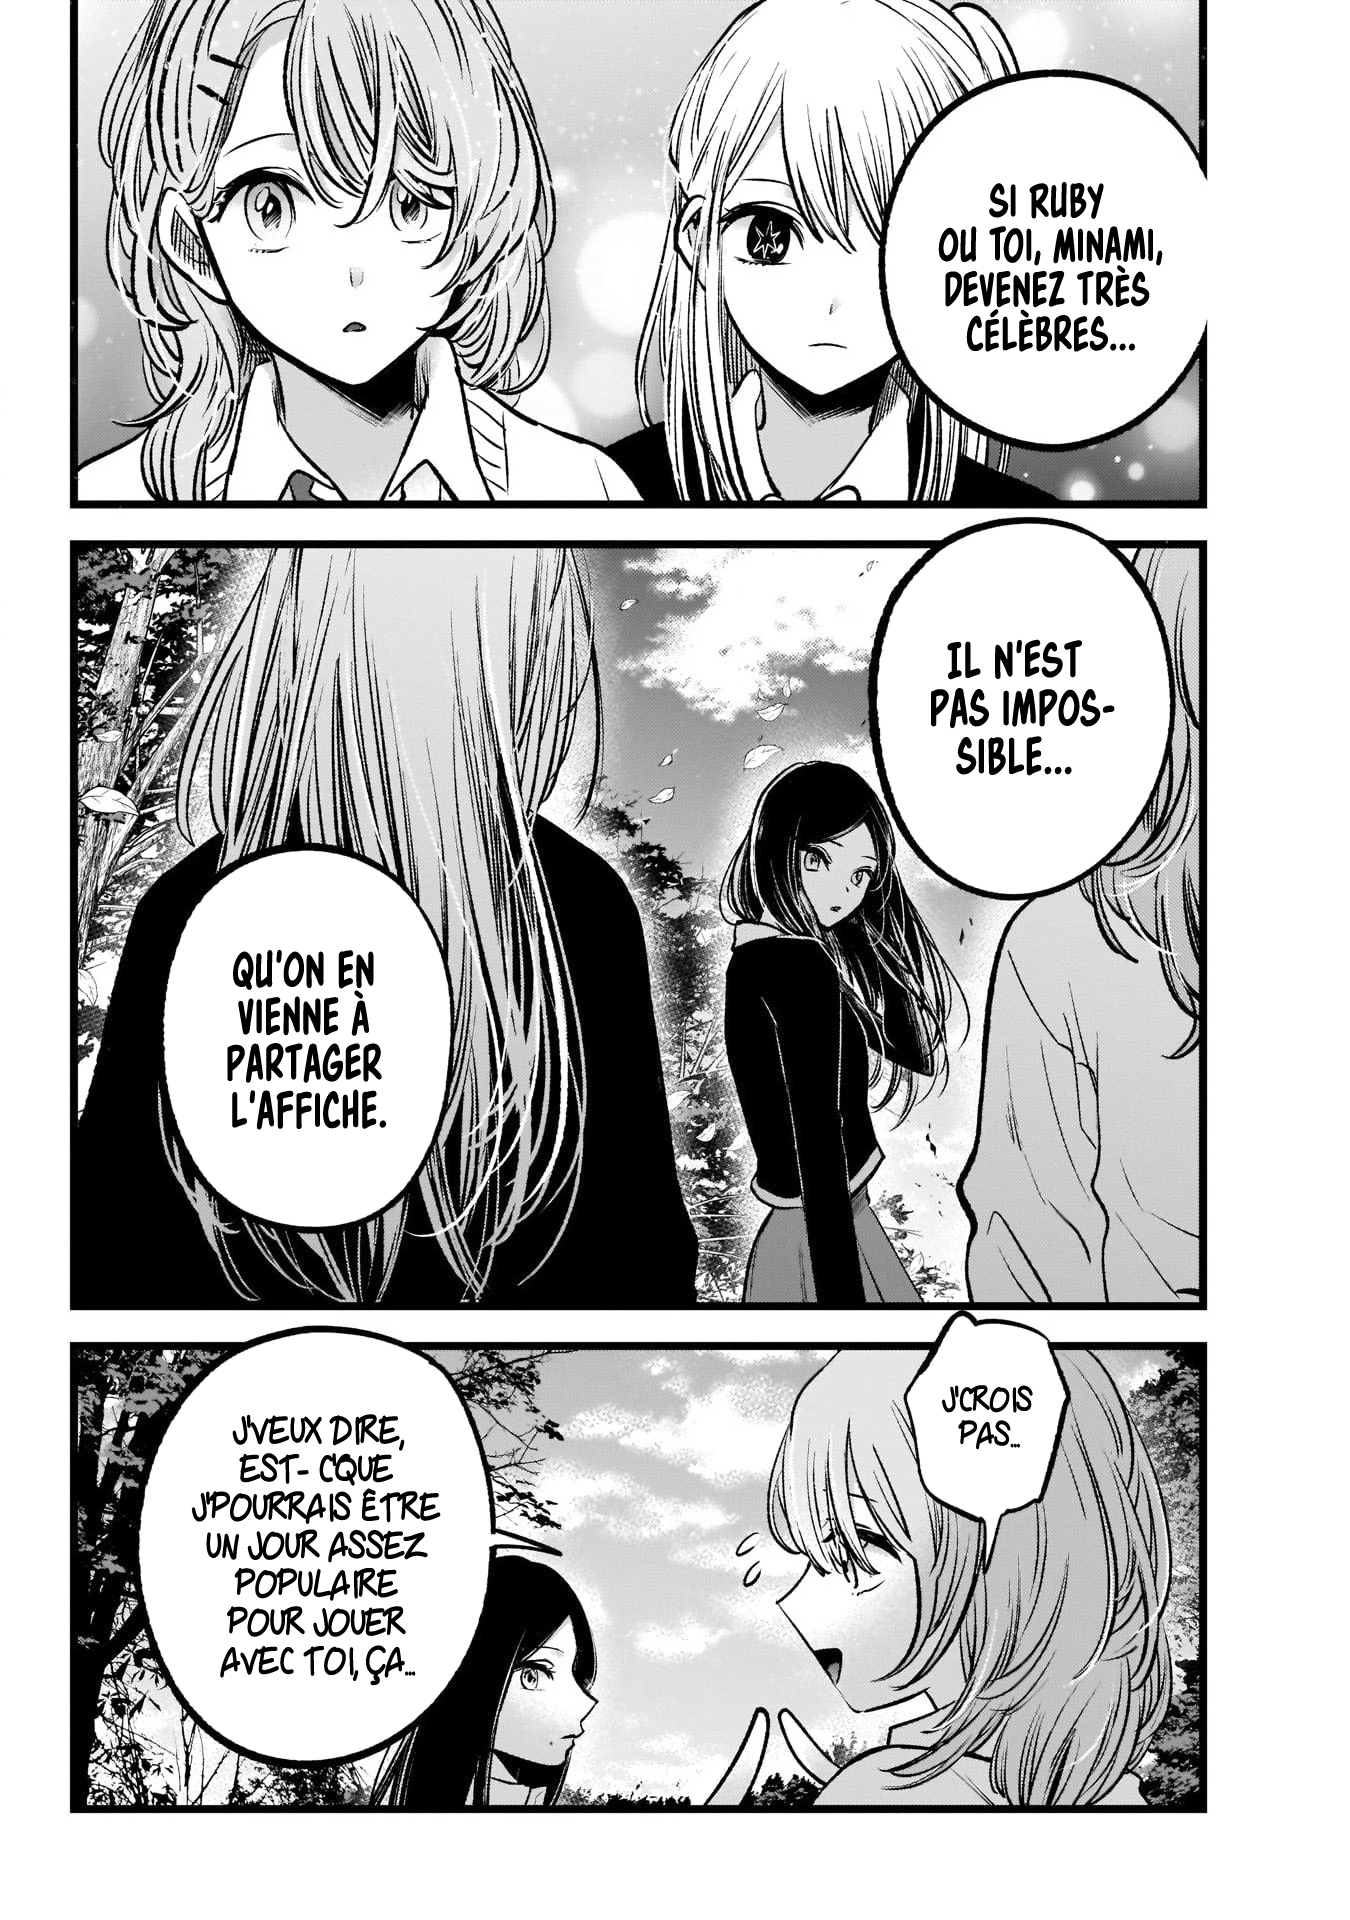 SI RUBY
OU TOI, MINAMI,
DEVENEZ TRÈS
CÉLÈBRES...
IL N'EST
PAS IMPOS-
SIBLE...
QU'ON EN
VIENNE À
PARTAGER
L'AFFICHE.
J'CROIS
PAS...
J'VEUX DIRE,
EST- C'QUE
J'POURRAIS ÊTRE
UN JOUR ASSEZ
POPULAIRE
POUR JOUER
AVEC TOI, ÇA...